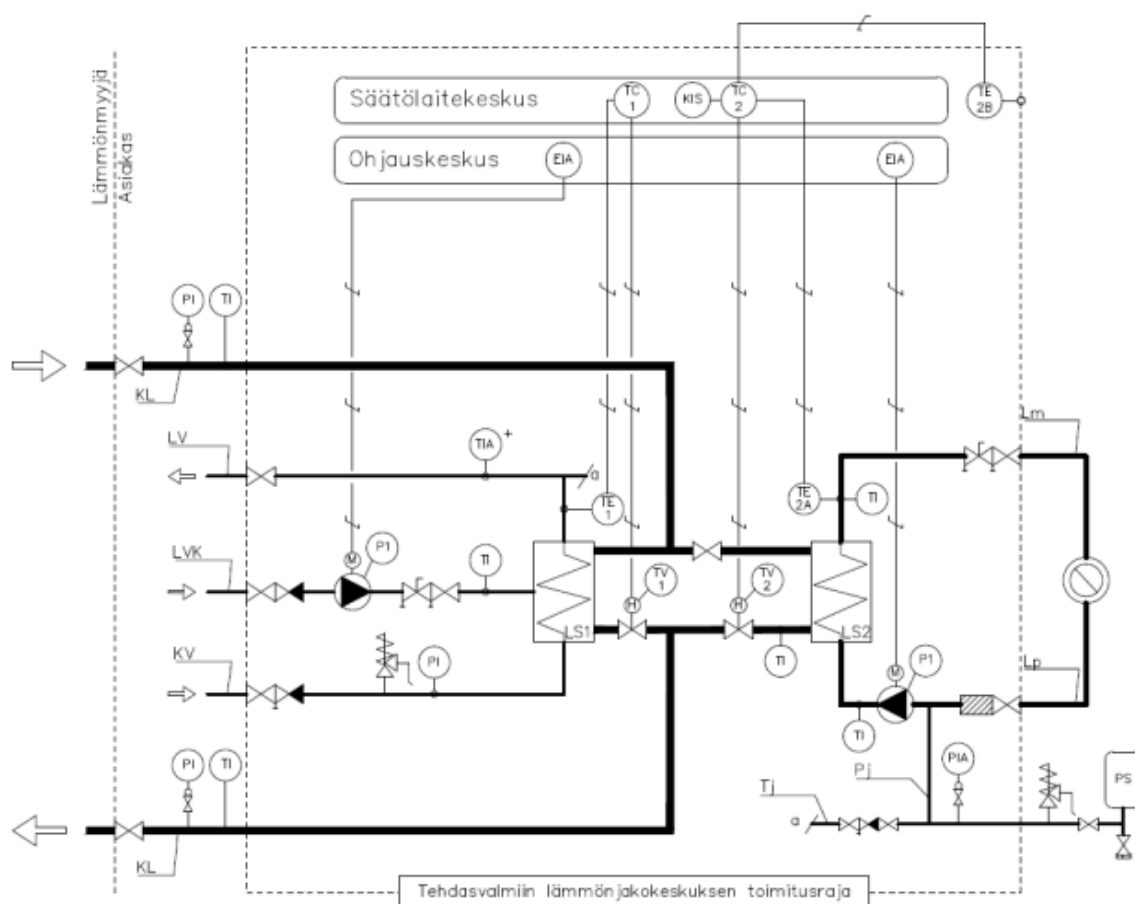 Säätölaitekeskus
TC
1
KIS
TC
2
TE
2B
Ohjauskeskus
EIA
EIA
Lämmönmyyjä
Asiakas
PI
TI
KL
Lm
LV
TIA +
a
TE
1
TE
2A
TI
LVK
M
P1
TI
TV
1
TV
2
H
H
LS1
LS2
KV
PI
TI
M
P1
Lp
TI
PI
TI
Pj
PIA
PS
Tj
a
KL
Tehdasvalmiin lämmönjakokeskuksen toimitusraja